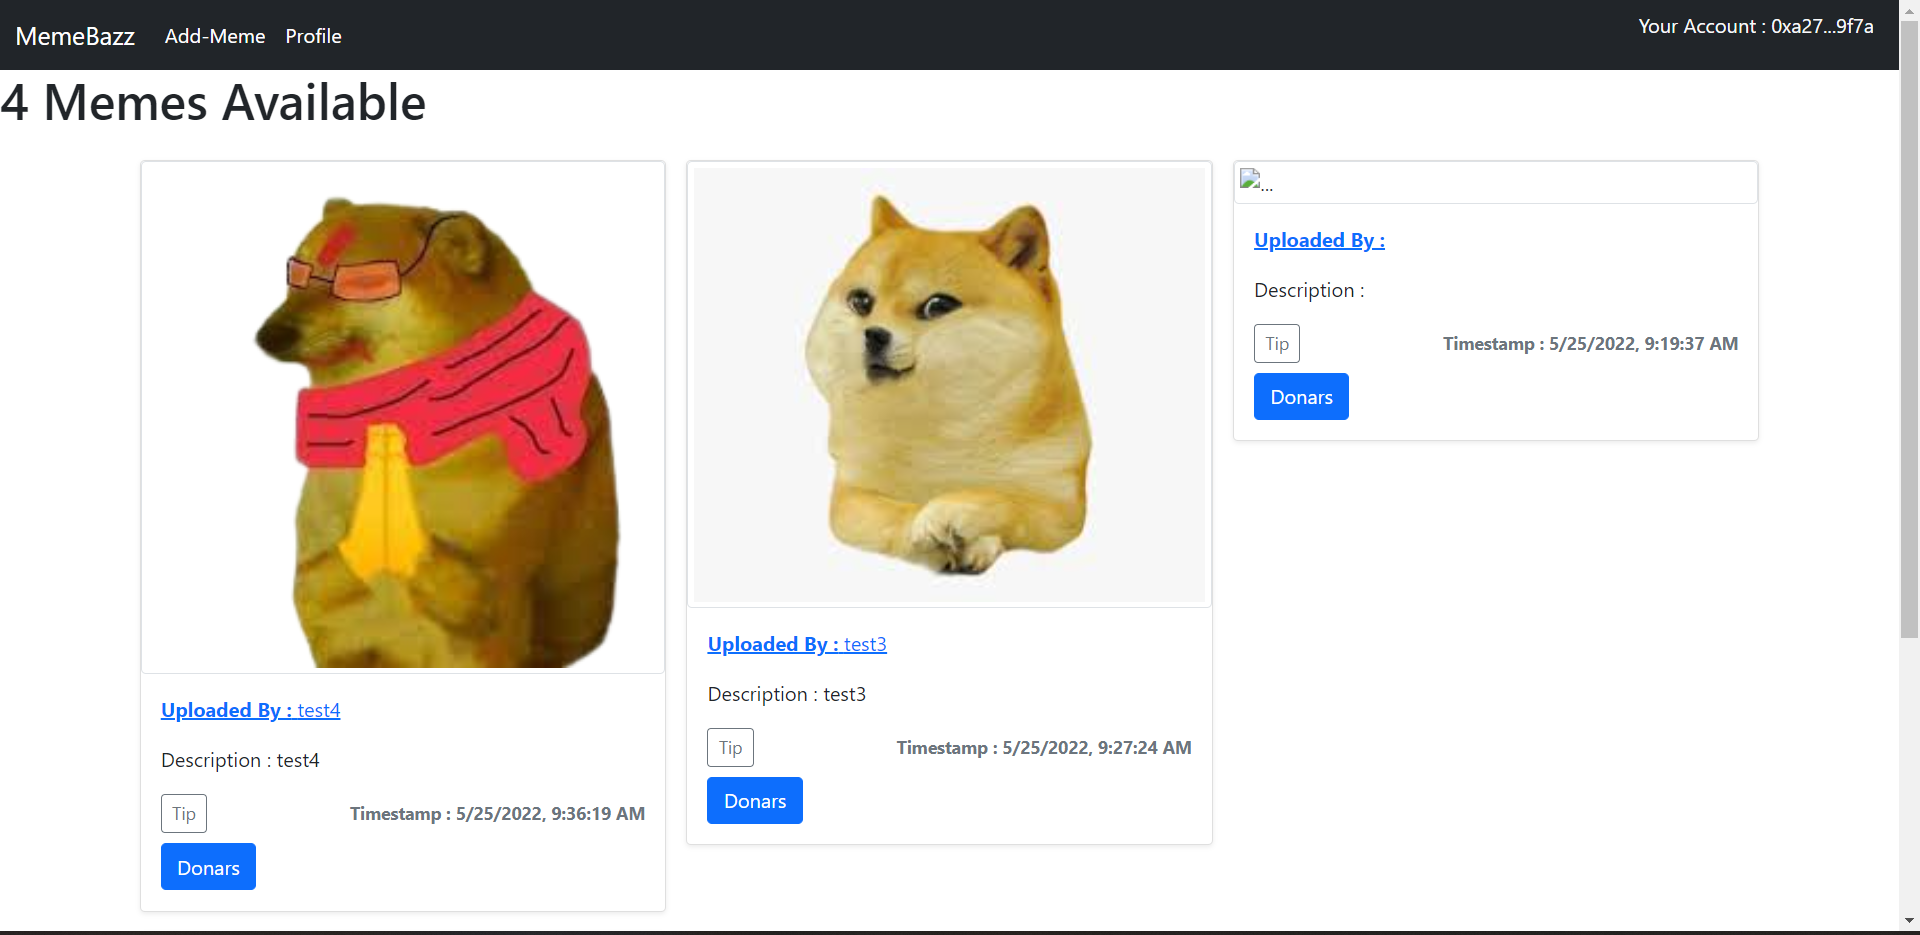 MemeBazz Add-Meme Profile Your Account : 0xa27...9f7a
4 Memes Available
Uploaded By : test4
Description : test4
Tip Timestamp : 5/25/2022, 9:36:19 AM
Donars
Uploaded By : test3
Description : test3
Tip Timestamp : 5/25/2022, 9:27:24 AM
Donars
...
Uploaded By :
Description :
Tip Timestamp : 5/25/2022, 9:19:37 AM
Donars